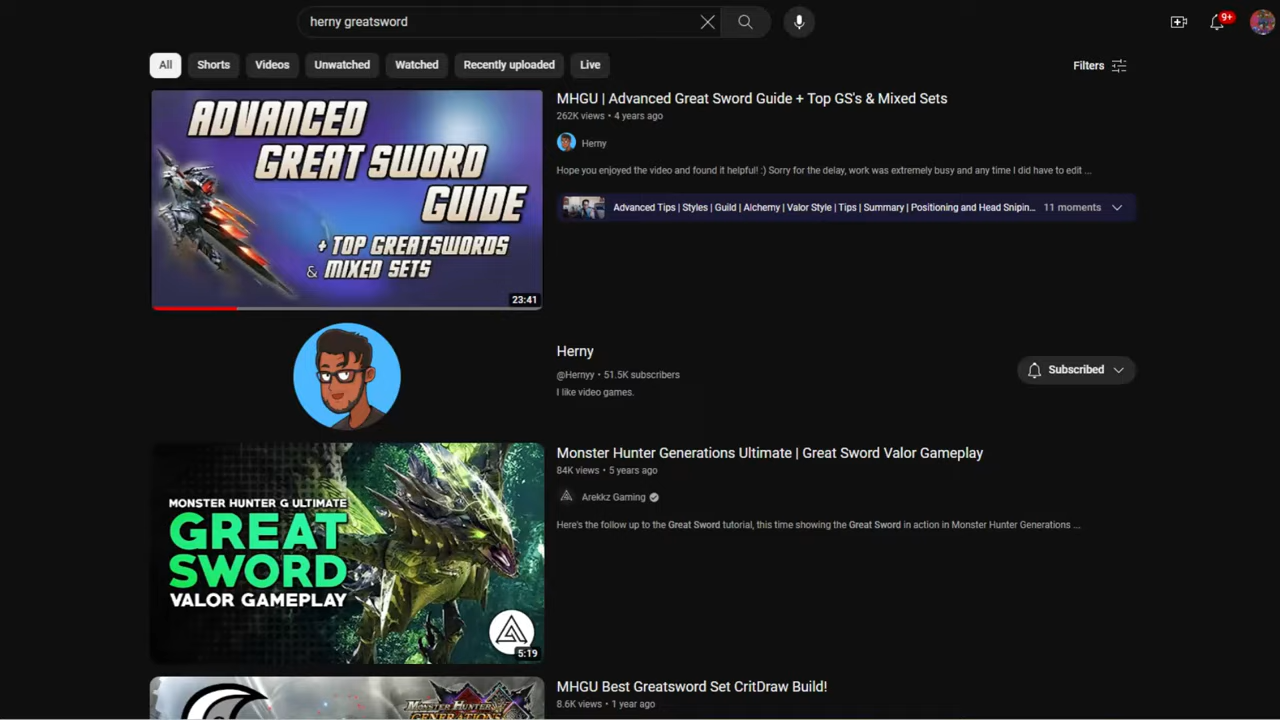 herny greatsword
9+
All
Shorts
Videos
Unwatched
Watched
Recently uploaded
Live
Filters
ADVANCED
GREAT SWORD
GUIDE
+ TOP GREATSWORDS
& MIXED SETS
23:41
MHGU | Advanced Great Sword Guide + Top GS's & Mixed Sets
262K views • 4 years ago
Herny
Hope you enjoyed the video and found it helpful! :) Sorry for the delay, work was extremely busy and any time I did have to edit ...
Advanced Tips | Styles | Guild | Alchemy | Valor Style | Tips | Summary | Positioning and Head Snipin... 11 moments
Herny
@Hernyy • 51.5K subscribers
I like video games.
Subscribed
MONSTER HUNTER G ULTIMATE
GREAT
SWORD
VALOR GAMEPLAY
5:19
Monster Hunter Generations Ultimate | Great Sword Valor Gameplay
84K views • 5 years ago
Arekkz Gaming
Here's the follow up to the Great Sword tutorial, this time showing the Great Sword in action in Monster Hunter Generations ...
MONSTER HUNTER
GENERATIONS
MHGU Best Greatsword Set CritDraw Build!
8.6K views • 1 year ago